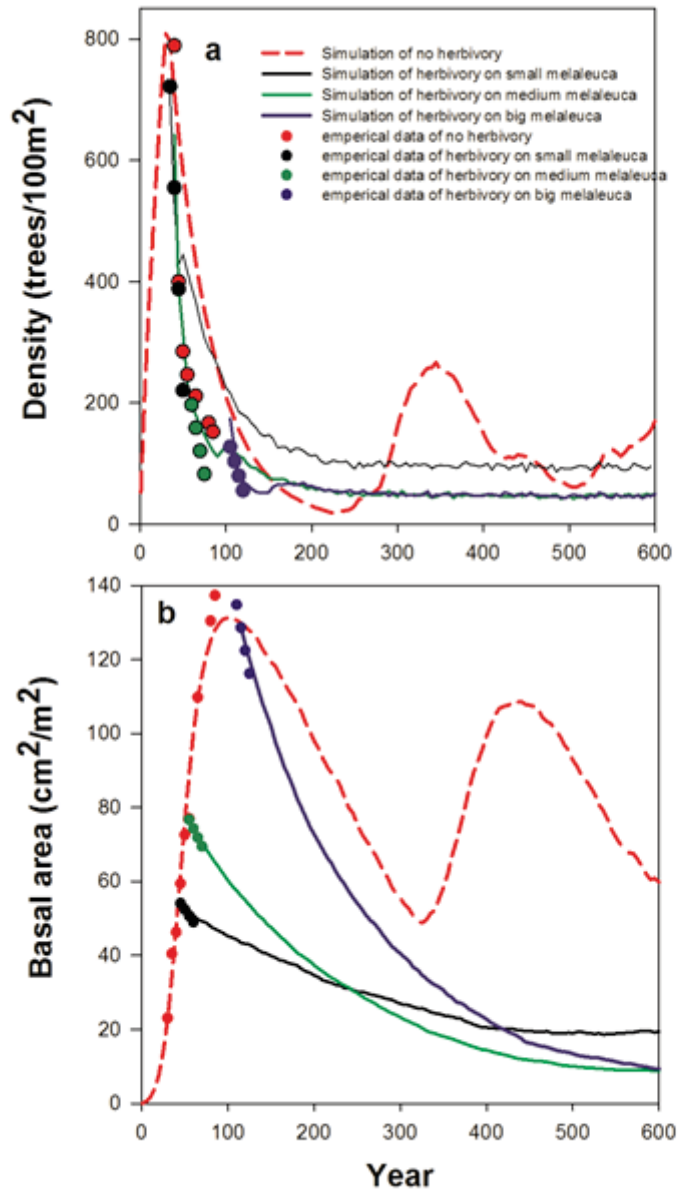 a
Simulation of no herbivory
Simulation of herbivory on small melaleuca
Simulation of herbivory on medium melaleuca
Simulation of herbivory on big melaleuca
emperical data of no herbivory
emperical data of herbivory on small melaleuca
emperical data of herbivory on medium melaleuca
emperical data of herbivory on big melaleuca
Density (trees/100m²)
800
600
400
200
0
0 100 200 300 400 500 600
b
Basal area (cm²/m²)
140
120
100
80
60
40
20
0
0 100 200 300 400 500 600
Year